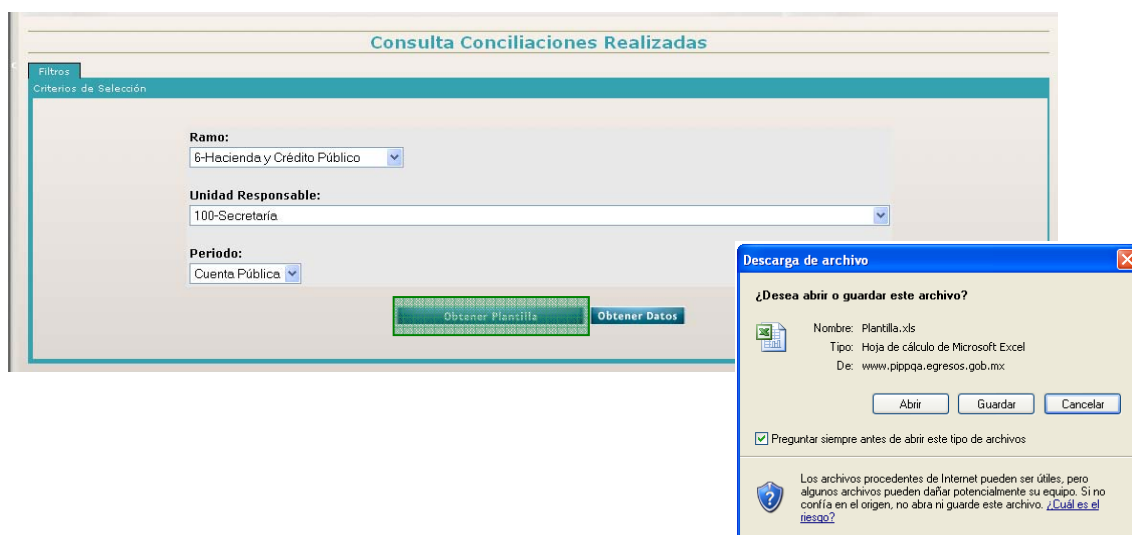 Consulta Conciliaciones Realizadas
Filtros
Criterios de Selección
Ramo:
6-Hacienda y Crédito Público
Unidad Responsable:
100-Secretaría
Periodo:
Cuenta Pública
Obtener Plantilla
Obtener Datos
Descarga de archivo
¿Desea abrir o guardar este archivo?
Nombre: Plantilla.xls
Tipo: Hoja de cálculo de Microsoft Excel
De: www.pippqa.egresos.gob.mx
Abrir
Guardar
Cancelar
Preguntar siempre antes de abrir este tipo de archivos
Los archivos procedentes de Internet pueden ser útiles, pero
algunos archivos pueden dañar potencialmente su equipo. Si no
confía en el origen, no abra ni guarde este archivo. ¿Cuál es el
riesgo?